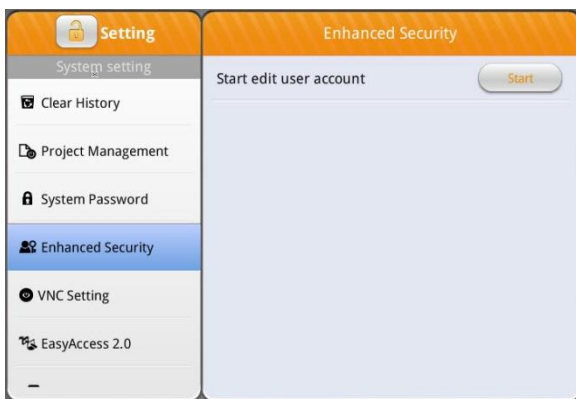 Setting
System setting
Clear History
Project Management
System Password
Enhanced Security
VNC Setting
EasyAccess 2.0
Enhanced Security
Start edit user account
Start